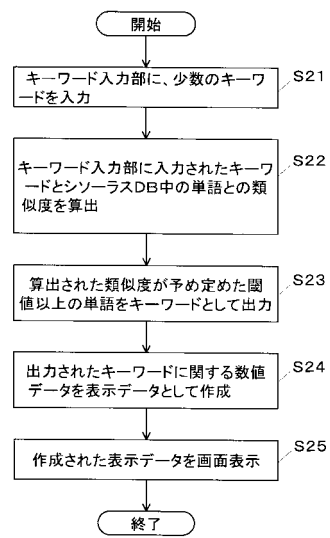 開始
キーワード入力部に、少数のキーワ
ードを入力
S21
キーワード入力部に入力されたキーワ
ードとシソーラスDB中の単語との類
似度を算出
S22
算出された類似度が予め定めた閾
値以上の単語をキーワードとして出力
S23
出力されたキーワードに関する数値
データを表示データとして作成
S24
作成された表示データを画面表示
S25
終了